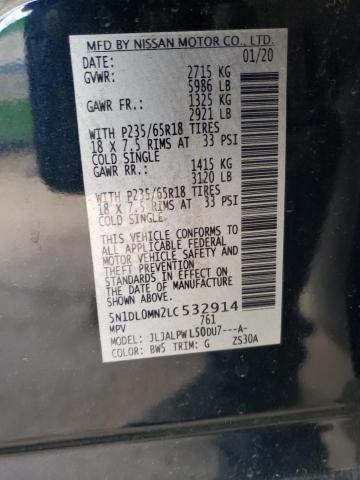 MFD BY NISSAN MOTOR CO., LTD.
DATE: 01/20
GVWR: 2715 KG
5986 LB
GAWR FR.: 1325 KG
2921 LB
WITH P235/65R18 TIRES
18 X 7.5 RIMS AT 33 PSI
COLD SINGLE
GAWR RR.: 1415 KG
3120 LB
WITH P235/65R18 TIRES
18 X 7.5 RIMS AT 33 PSI
COLD SINGLE
THIS VEHICLE CONFORMS TO
ALL APPLICABLE FEDERAL
MOTOR VEHICLE SAFETY AND
THEFT PREVENTION
STANDARDS IN EFFECT ON
THE DATE OF MANUFACTURE
SHOWN ABOVE.
5N1DL0MN2LC532914
MPV 761
MODEL: JLJALPWL50DU7---A-
COLOR: BW5 TRIM: G ZS30A